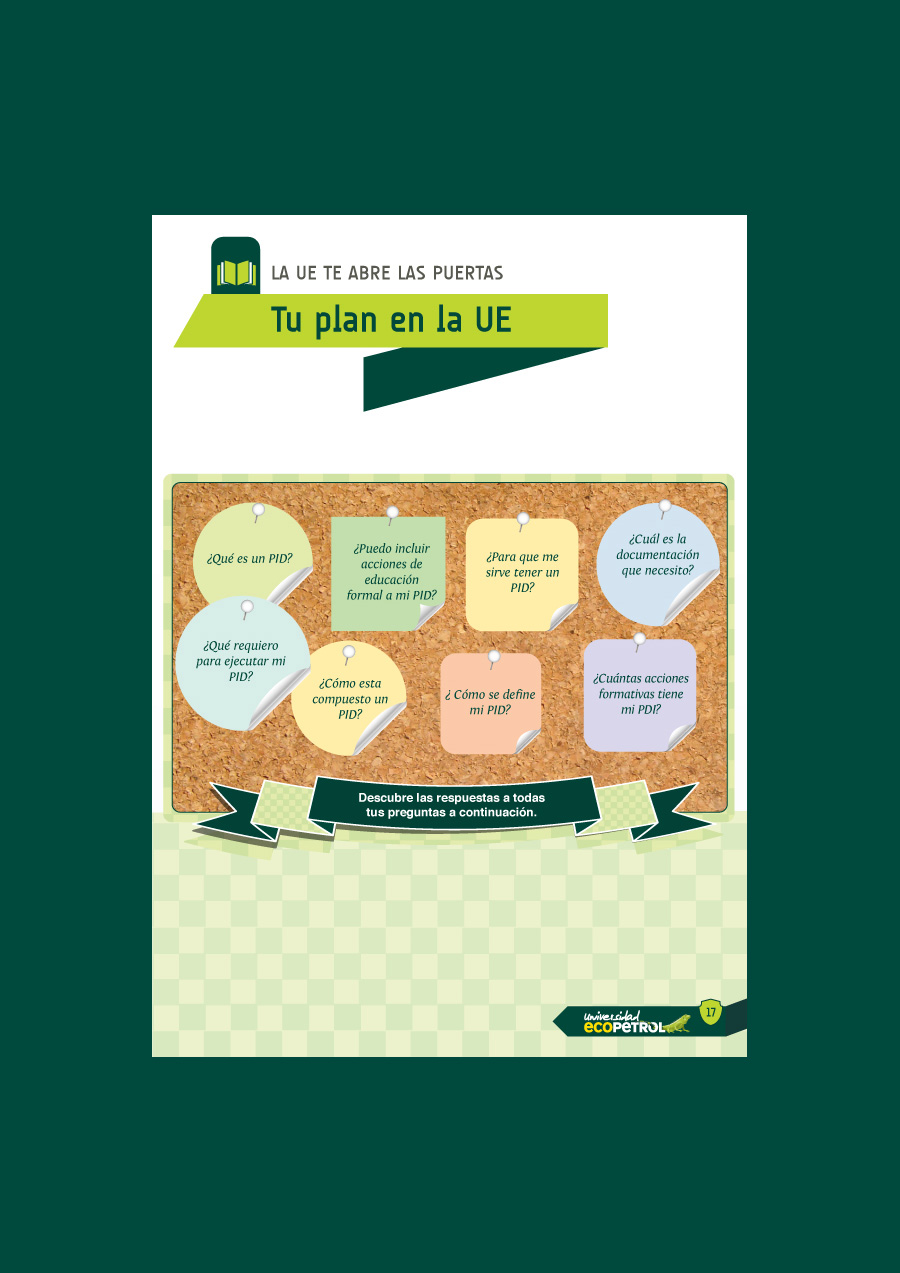 LA UE TE ABRE LAS PUERTAS
Tu plan en la UE
¿Qué es un PID?
¿Puedo incluir
acciones de
educación
formal a mi PID?
¿Para que me
sirve tener un
PID?
¿Cuál es la
documentación
que necesito?
¿Qué requiero
para ejecutar mi
PID?
¿Cómo esta
compuesto un
PID?
¿ Cómo se define
mi PID?
¿Cuántas acciones
formativas tiene
mi PDI?
Descubre las respuestas a todas
tus preguntas a continuación.
universidad
ecopetrol
17